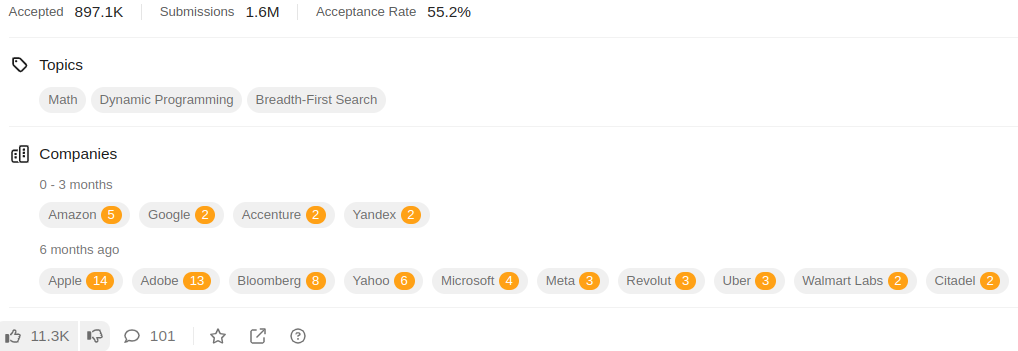 Accepted 897.1K Submissions 1.6M Acceptance Rate 55.2%
Topics
Math Dynamic Programming Breadth-First Search
Companies
0 - 3 months
Amazon 5 Google 2 Accenture 2 Yandex 2
6 months ago
Apple 14 Adobe 13 Bloomberg 8 Yahoo 6 Microsoft 4 Meta 3 Revolut 3 Uber 3 Walmart Labs 2 Citadel 2
11.3K 101